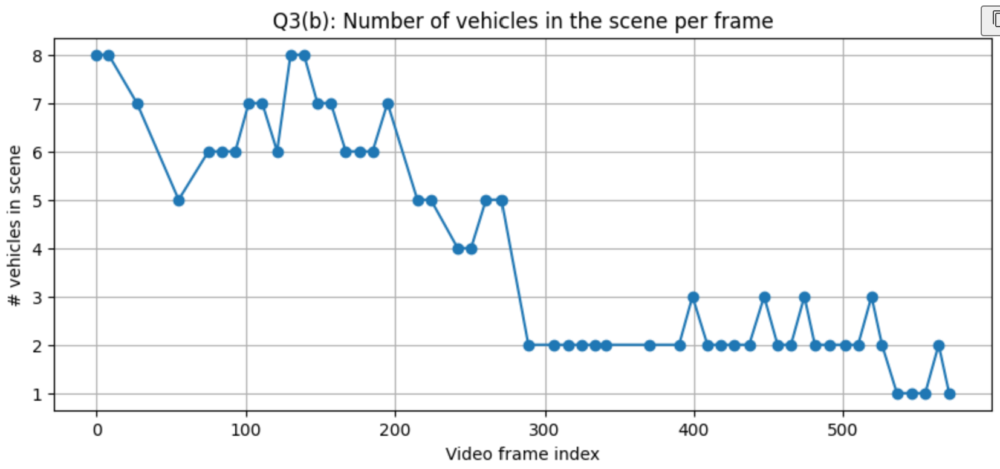 Q3(b): Number of vehicles in the scene per frame
# vehicles in scene
8
7
6
5
4
3
2
1
0 100 200 300 400 500
Video frame index